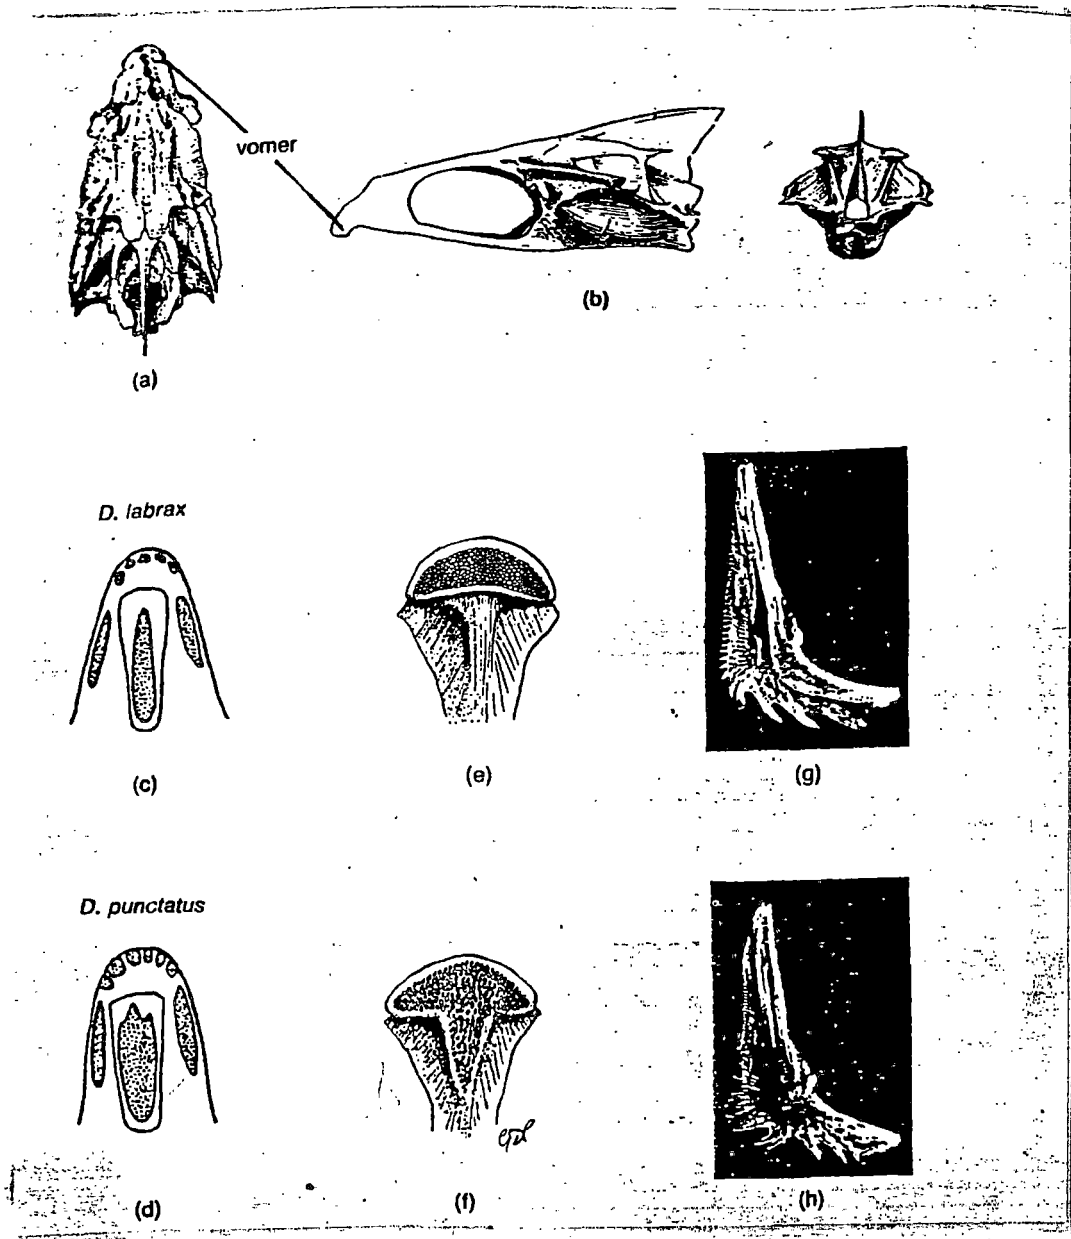 vomer
(b)
(a)
D. labrax
(c)
(e)
(g)
D. punctatus
(d)
(f)
(h)